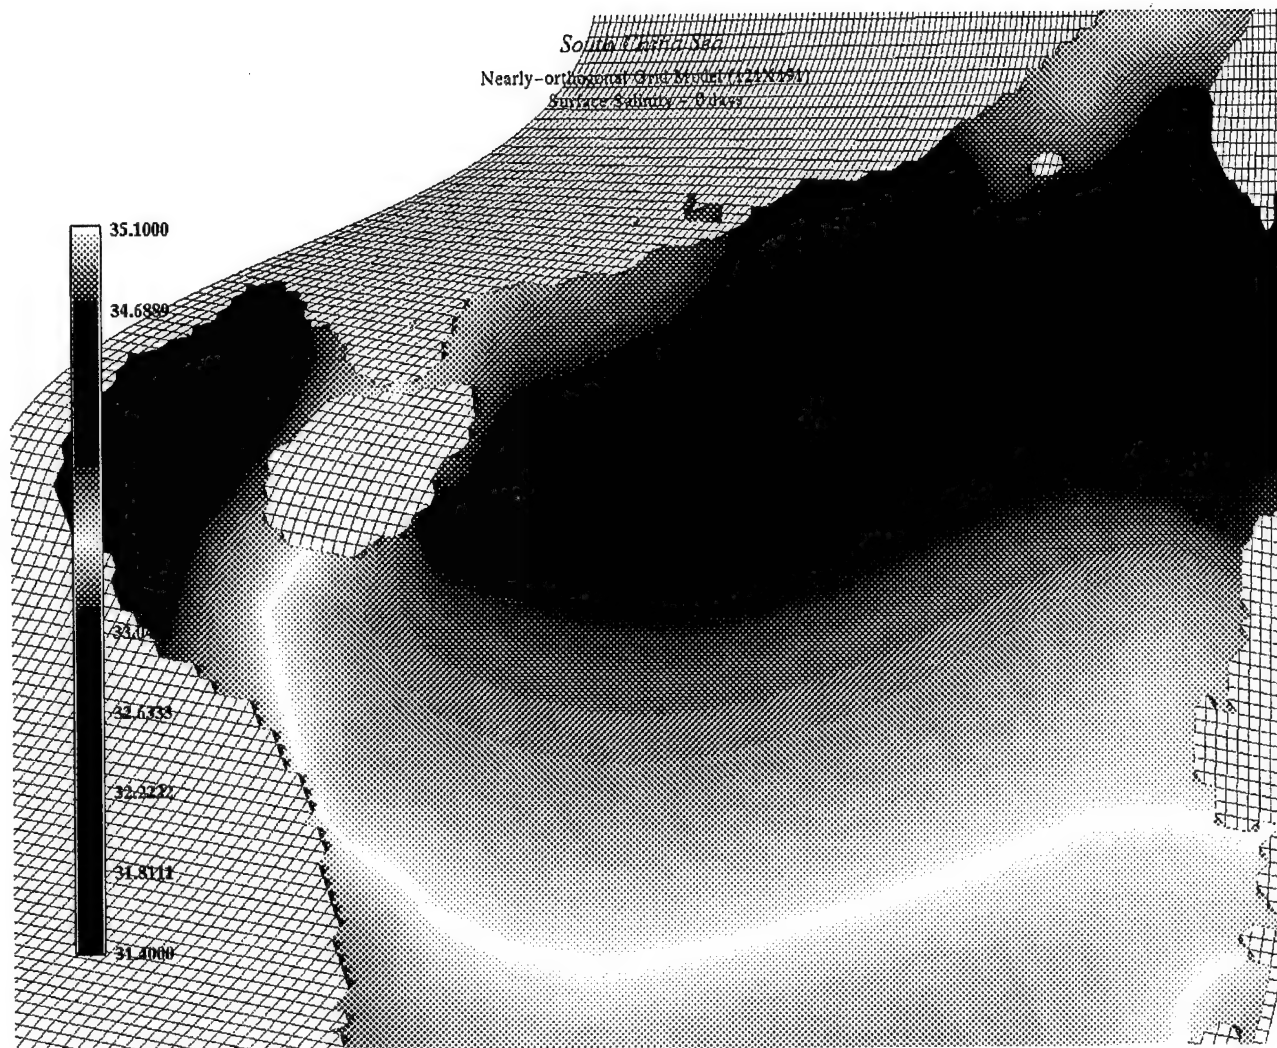 South China Sea
Nearly-orthogonal Grid Model (121X191)
Surface Salinity - 0 days
35.1000
34.6889
32.6333
32.2222
31.8111
31.4000